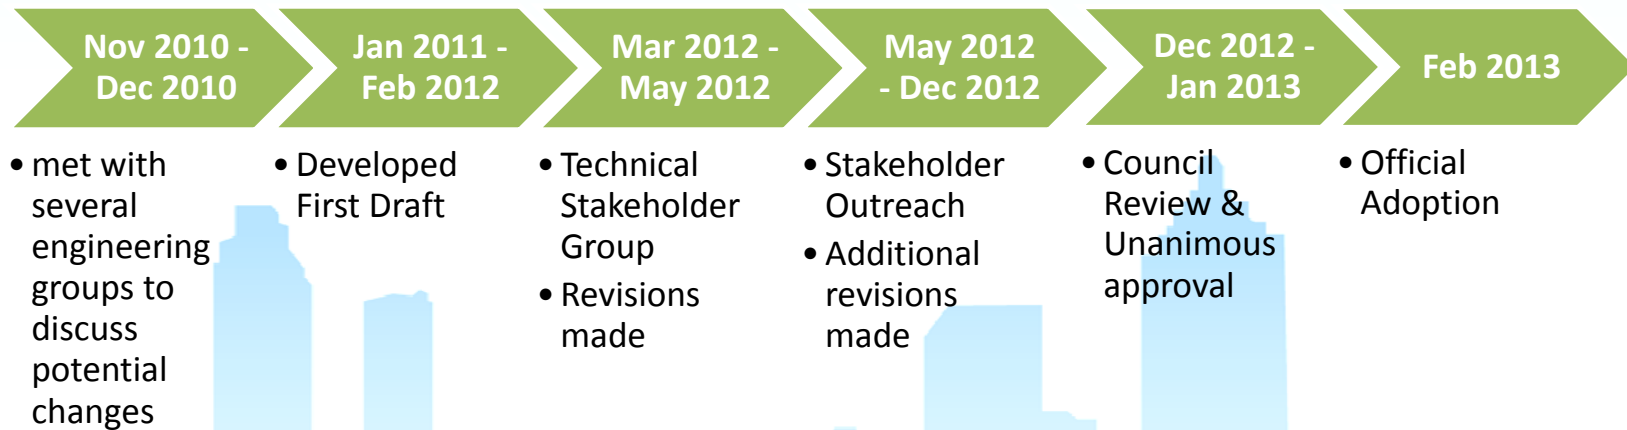 Nov 2010 -
Dec 2010
• met with
several
engineering
groups to
discuss
potential
changes
Jan 2011 -
Feb 2012
• Developed
First Draft
Mar 2012 -
May 2012
• Technical
Stakeholder
Group
• Revisions
made
May 2012
- Dec 2012
• Stakeholder
Outreach
• Additional
revisions
made
Dec 2012 -
Jan 2013
• Council
Review &
Unanimous
approval
Feb 2013
• Official
Adoption